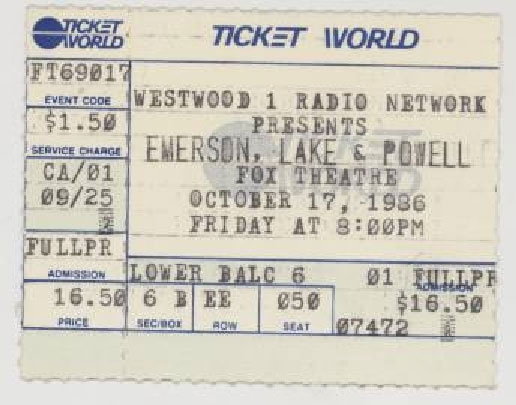 TICKET WORLD
TICKET WORLD
FT69017
EVENT CODE
$1.50
SERVICE CHARGE
CA/01
09/25
FULLPR
ADMISSION
16.50
PRICE
WESTWOOD 1 RADIO NETWORK
PRESENTS
EMERSON, LAKE & POWELL
FOX THEATRE
OCTOBER 17, 1986
FRIDAY AT 8:00PM
LOWER BALC 6 01 FULLPR
ADMISSION
6 B EE 050 $16.50
SEC/BOX ROW SEAT 07472